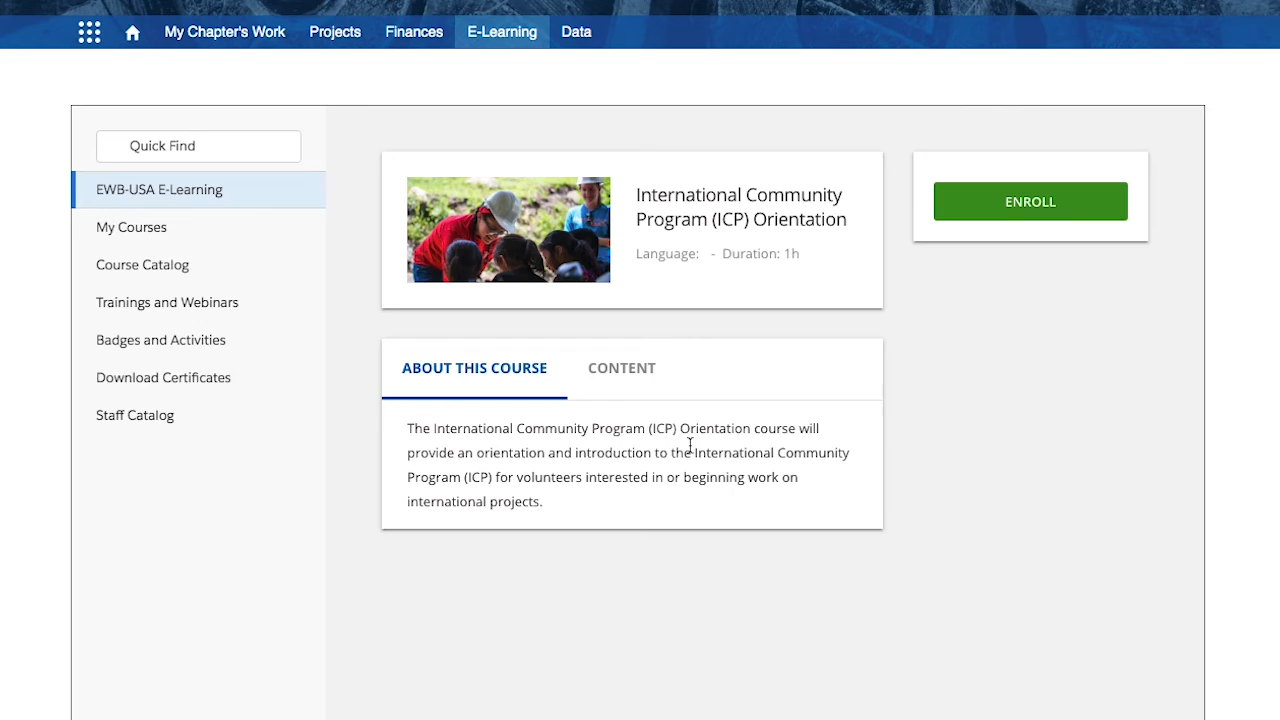 My Chapter's Work Projects Finances E-Learning Data
Quick Find
EWB-USA E-Learning
My Courses
Course Catalog
Trainings and Webinars
Badges and Activities
Download Certificates
Staff Catalog
International Community
Program (ICP) Orientation
Language: - Duration: 1h
ENROLL
ABOUT THIS COURSE CONTENT
The International Community Program (ICP) Orientation course will
provide an orientation and introduction to the International Community
Program (ICP) for volunteers interested in or beginning work on
international projects.